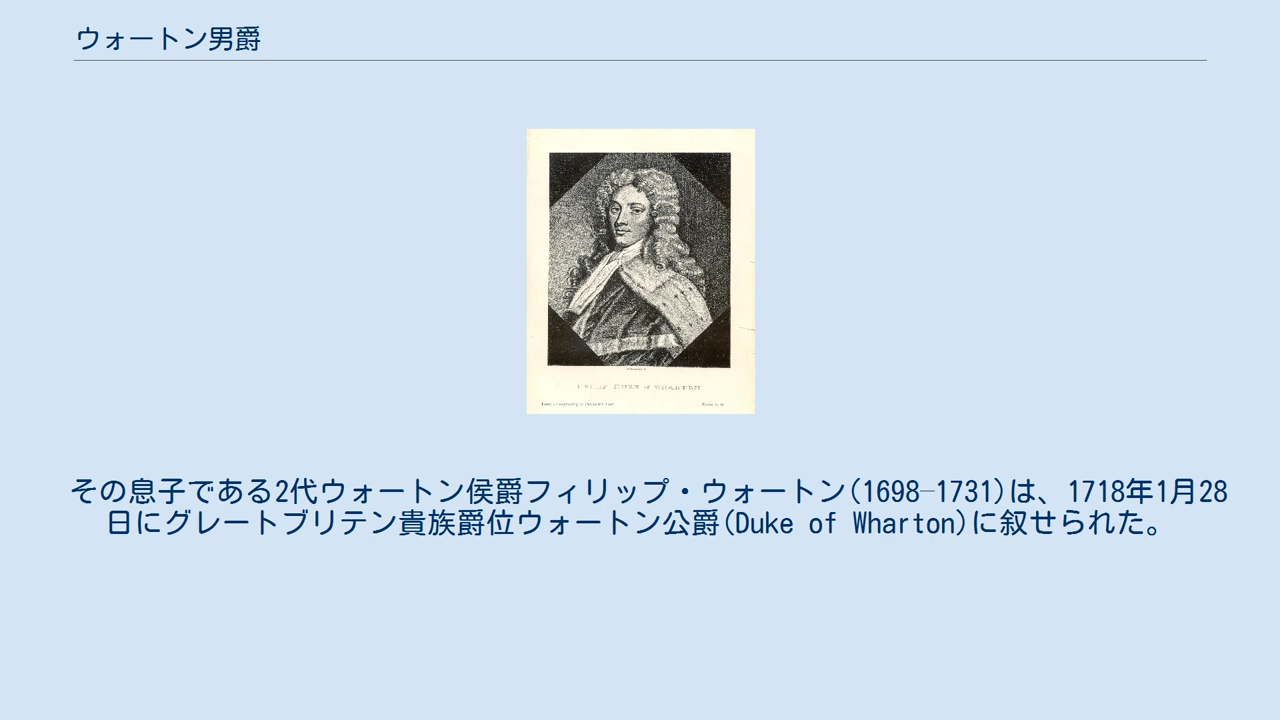 ウォートン男爵
DUKE of WHARTON
その息子である2代ウォートン侯爵フィリップ・ウォートン(1698–1731)は、1718年1月28
日にグレートブリテン貴族爵位ウォートン公爵(Duke of Wharton)に叙せられた。